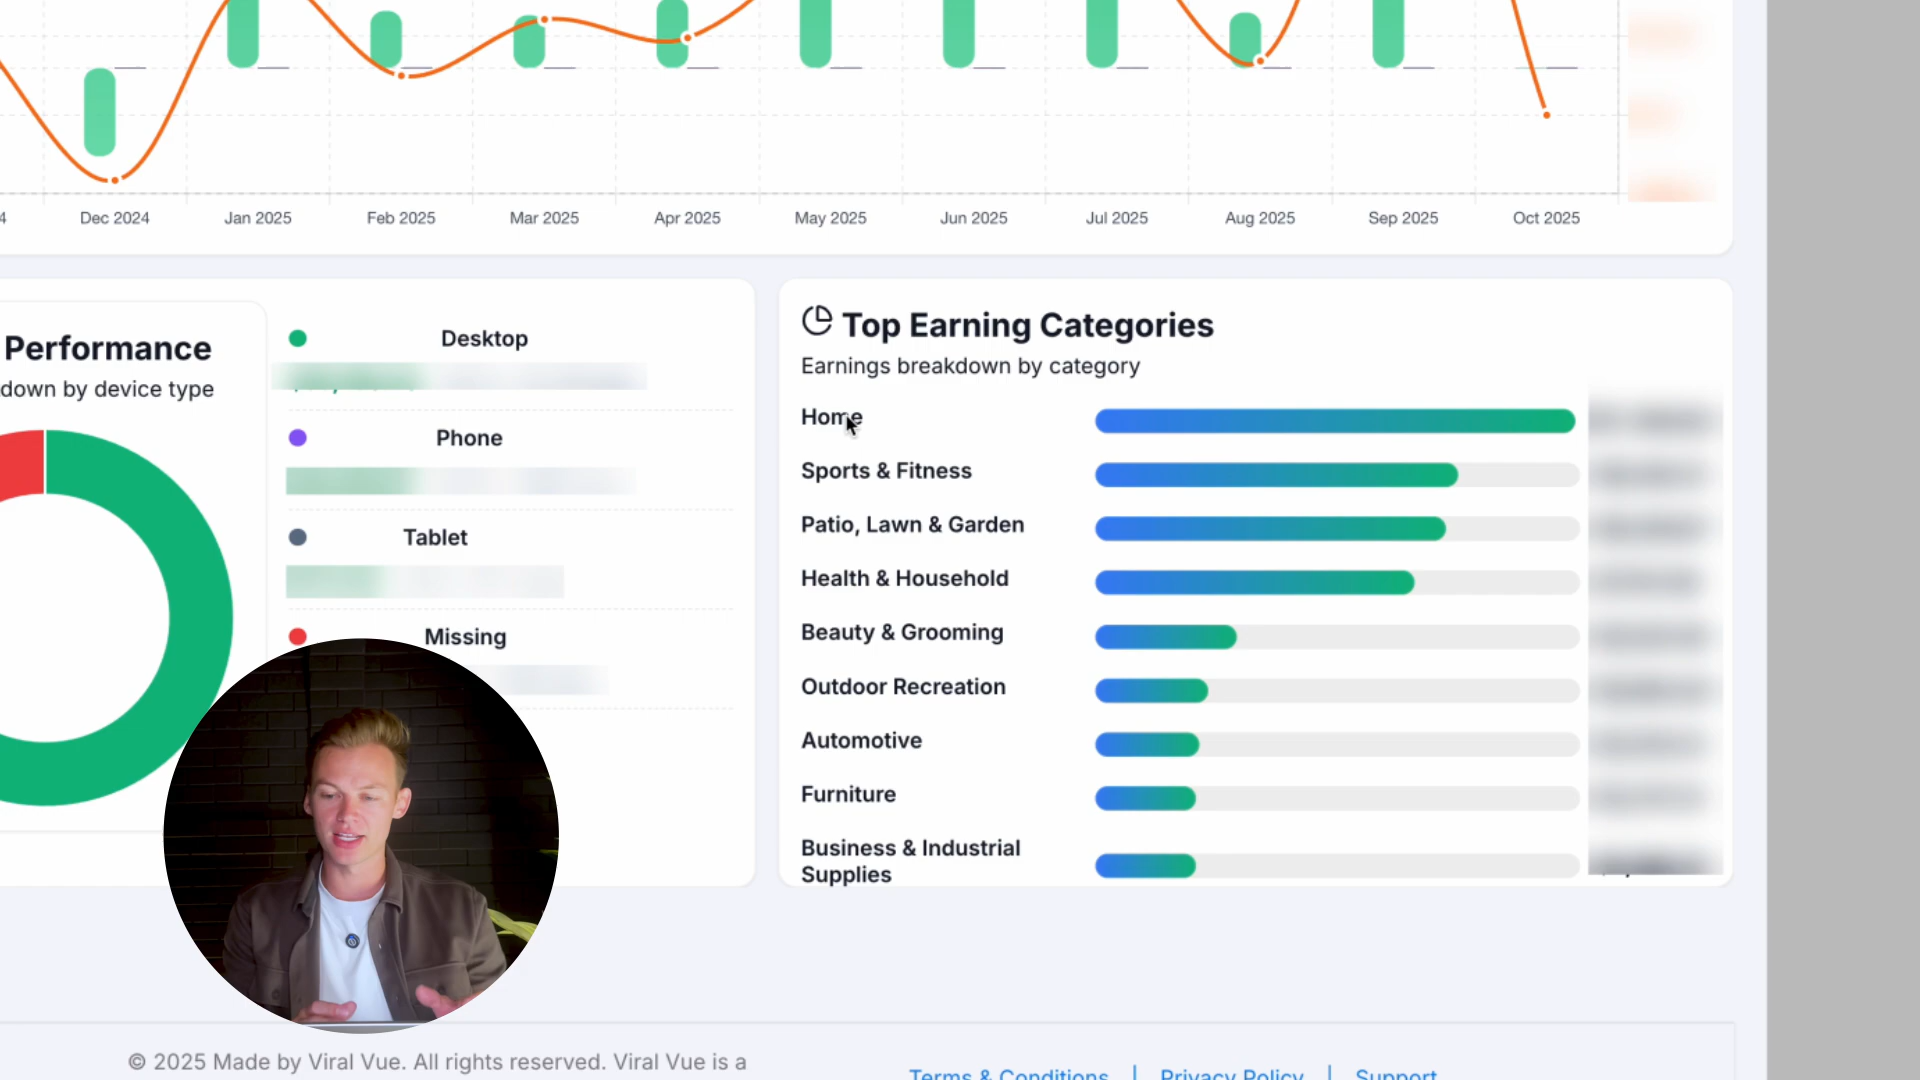 4
Dec 2024
Jan 2025
Feb 2025
Mar 2025
Apr 2025
May 2025
Jun 2025
Jul 2025
Aug 2025
Sep 2025
Oct 2025
Performance
down by device type
Desktop
Phone
Tablet
Missing
Top Earning Categories
Earnings breakdown by category
Home
Sports & Fitness
Patio, Lawn & Garden
Health & Household
Beauty & Grooming
Outdoor Recreation
Automotive
Furniture
Business & Industrial
Supplies
© 2025 Made by Viral Vue. All rights reserved. Viral Vue is a
Terms & Conditions | Privacy Policy | Support